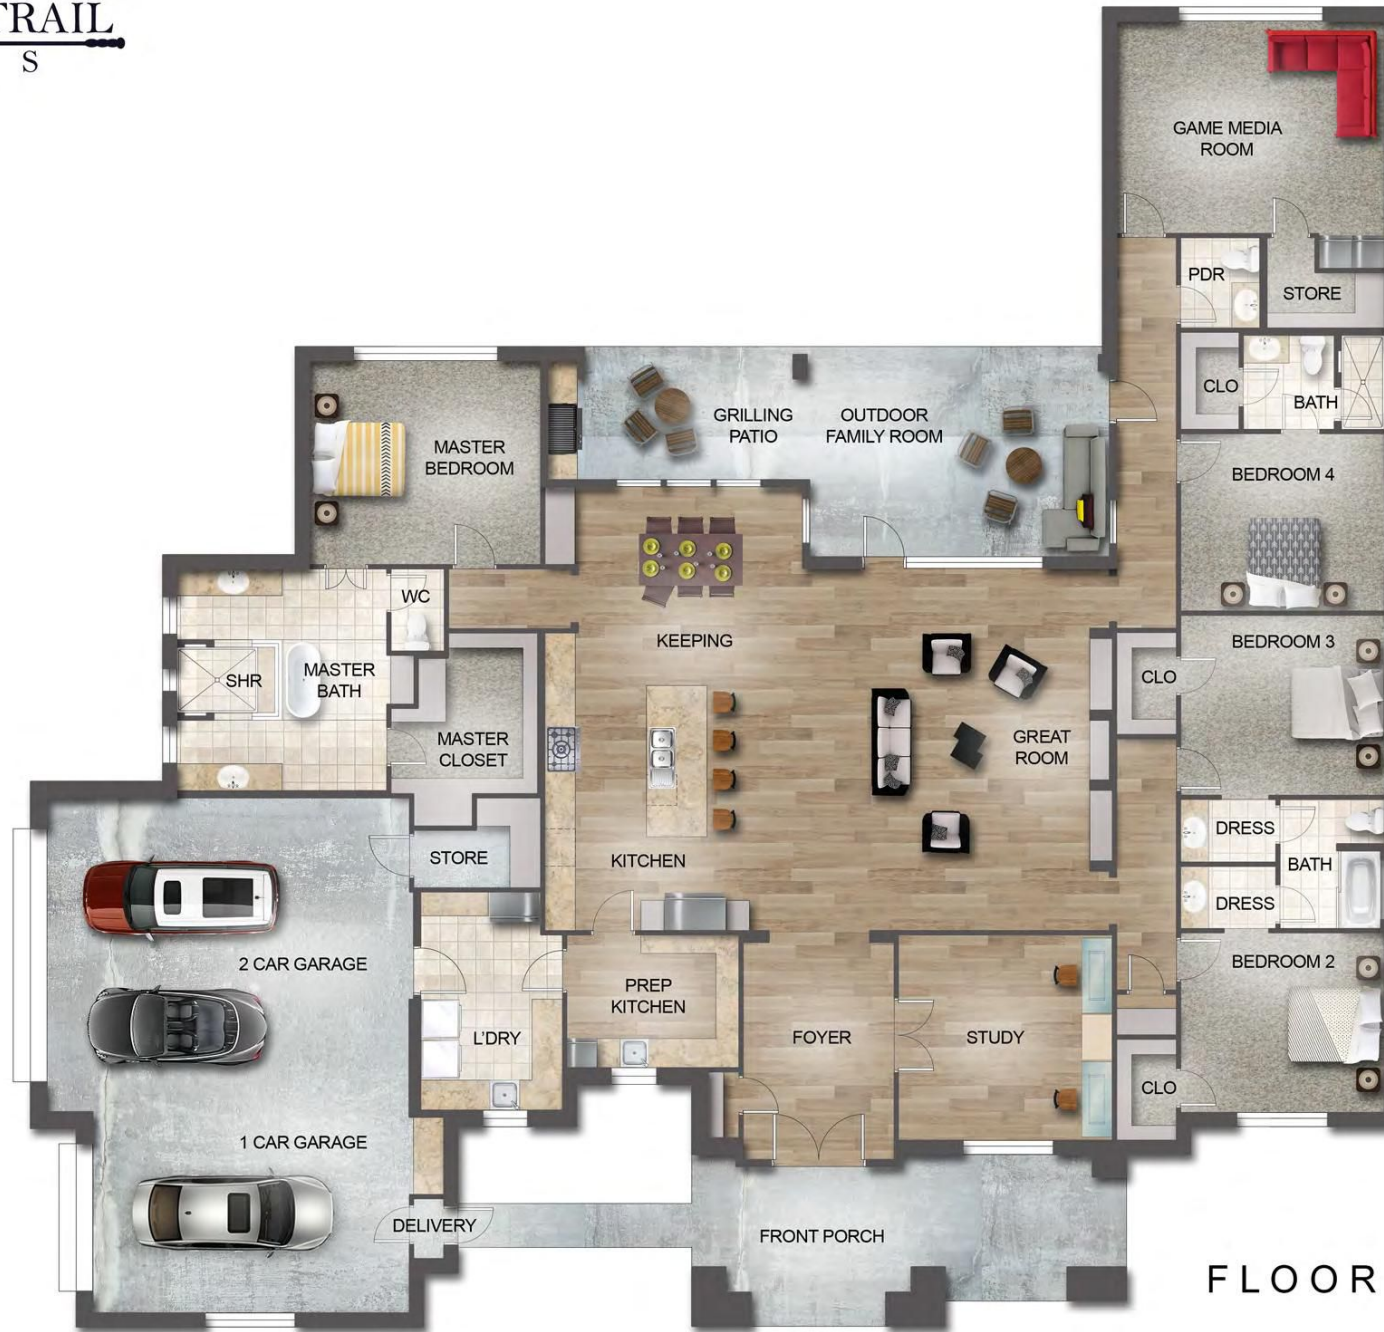 TRAIL
S
GAME MEDIA
ROOM
PDR
STORE
CLO
BATH
GRILLING
PATIO
OUTDOOR
FAMILY ROOM
MASTER
BEDROOM
BEDROOM 4
WC
KEEPING
BEDROOM 3
SHR
MASTER
BATH
CLO
MASTER
CLOSET
GREAT
ROOM
STORE
KITCHEN
DRESS
BATH
DRESS
2 CAR GARAGE
BEDROOM 2
PREP
KITCHEN
L'DRY
FOYER
STUDY
CLO
1 CAR GARAGE
DELIVERY
FRONT PORCH
FLOOR